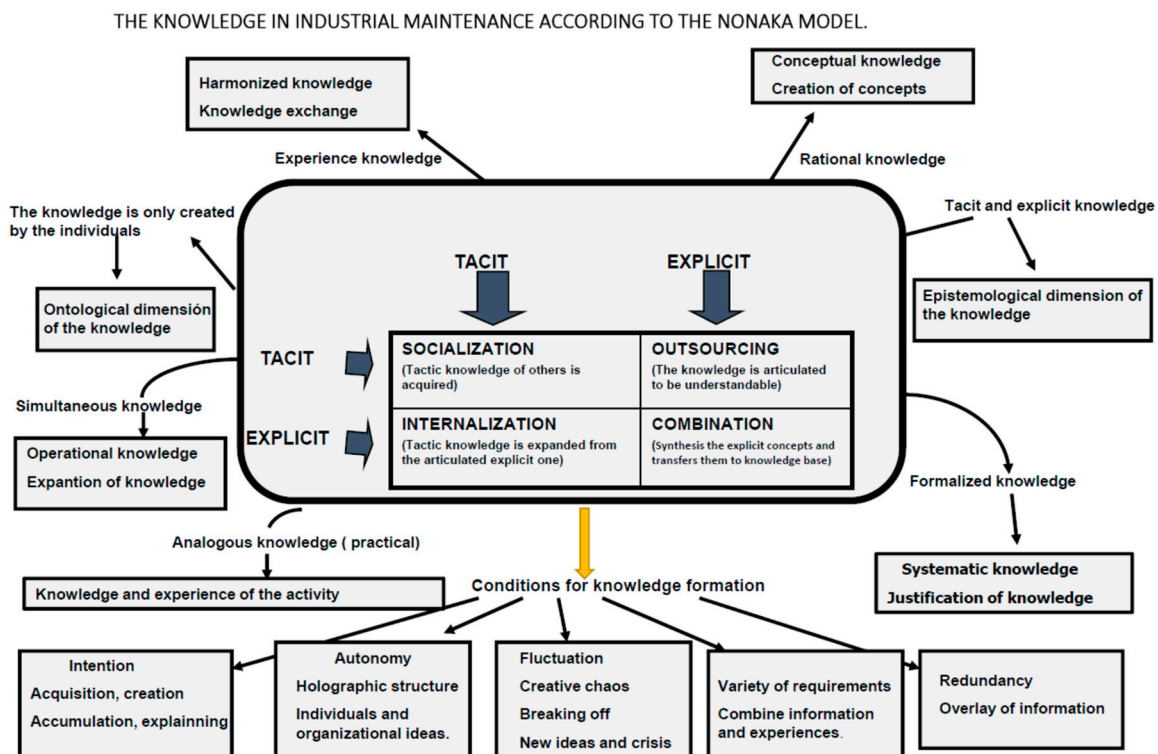 THE KNOWLEDGE IN INDUSTRIAL MAINTENANCE ACCORDING TO THE NONAKA MODEL.
Harmonized knowledge
Knowledge exchange
Conceptual knowledge
Creation of concepts
Experience knowledge
Rational knowledge
The knowledge is only created
by the individuals
Tacit and explicit knowledge
Ontological dimensión
of the knowledge
Epistemological dimension of
the knowledge
TACIT
EXPLICIT
TACIT
EXPLICIT
SOCIALIZATION
(Tactic knowledge of others is
acquired)
OUTSOURCING
(The knowledge is articulated
to be understandable)
INTERNALIZATION
(Tactic knowledge is expanded from
the articulated explicit one)
COMBINATION
(Synthesis the explicit concepts and
transfers them to knowledge base)
Simultaneous knowledge
Operational knowledge
Expantion of knowledge
Formalized knowledge
Systematic knowledge
Justification of knowledge
Analogous knowledge ( practical)
Knowledge and experience of the activity
Conditions for knowledge formation
Intention
Acquisition, creation
Accumulation, explainning
Autonomy
Holographic structure
Individuals and
organizational ideas.
Fluctuation
Creative chaos
Breaking off
New ideas and crisis
Variety of requirements
Combine information
and experiences.
Redundancy
Overlay of information